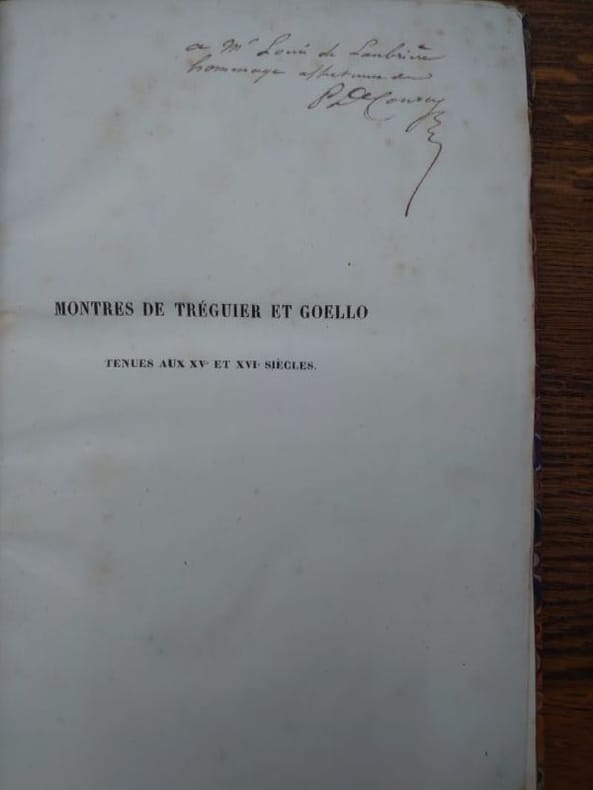 a Mr Louis de Laubrière
hommage affectueux de
P. De Courcy
MONTRES DE TRÉGUIER ET GOELLO
TENUES AUX XVe ET XVIe SIÈCLES.